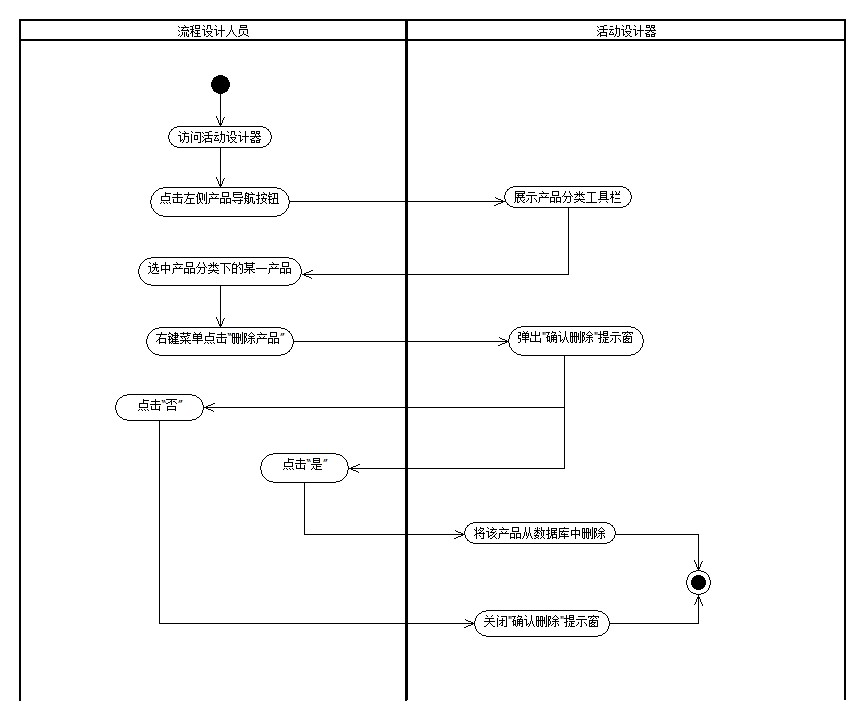 流程设计人员
活动设计器
访问活动设计器
点击左侧产品导航按钮
展示产品分类工具栏
选中产品分类下的某一产品
右键菜单点击"删除产品"
弹出"确认删除"提示窗
点击"否"
点击"是"
将该产品从数据库中删除
关闭"确认删除"提示窗